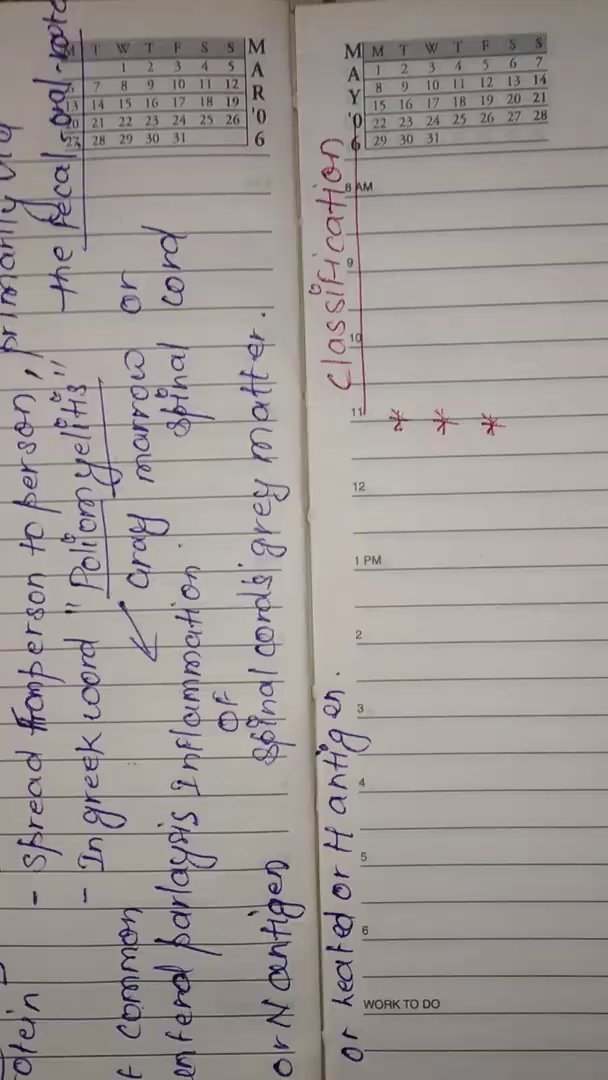 primarily via
the fecal-oral-route
- Spread fromperson to person,
- In greek word "Poliomyelitis"
Gray marrow or
spinal cord
Inflammation
OF
spinal cords' grey matter.
otein
t common
enteral parlaysis
or N antigen
Classification
* * *
or heated or H antigen.
MAR '06
M T W T F S S
1 2 3 4 5
7 8 9 10 11 12
13 14 15 16 17 18 19
20 21 22 23 24 25 26
27 28 29 30 31
MAY '06
M T W T F S S
1 2 3 4 5 6 7
8 9 10 11 12 13 14
15 16 17 18 19 20 21
22 23 24 25 26 27 28
29 30 31
8 AM
9
10
11
12
1 PM
2
3
4
5
6
WORK TO DO